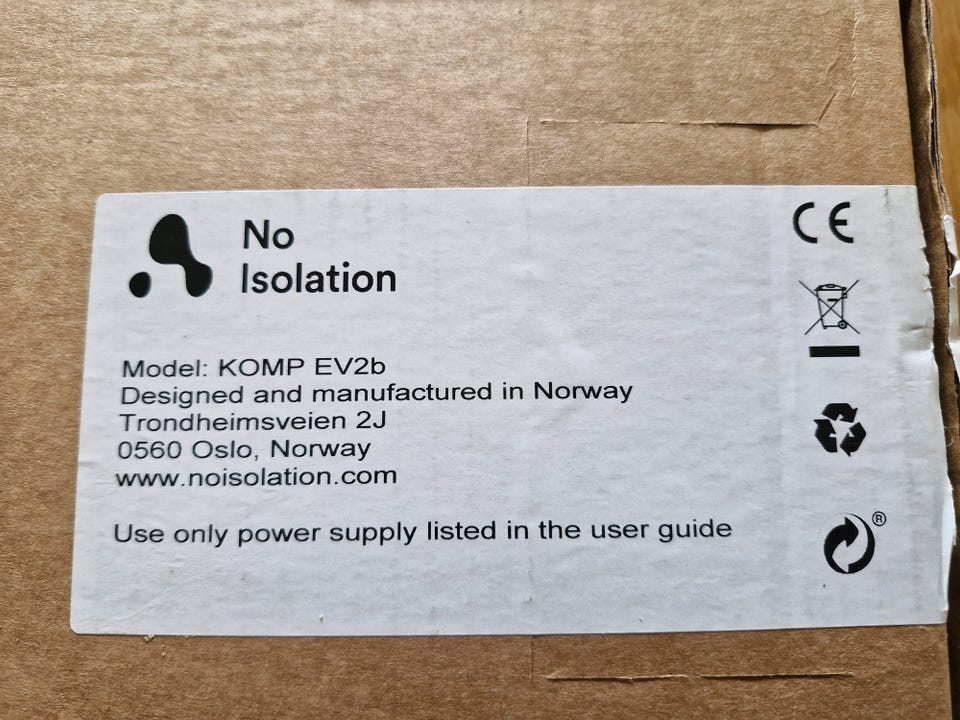 No
Isolation
CE
Model: KOMP EV2b
Designed and manufactured in Norway
Trondheimsveien 2J
0560 Oslo, Norway
www.noisolation.com
Use only power supply listed in the user guide
®